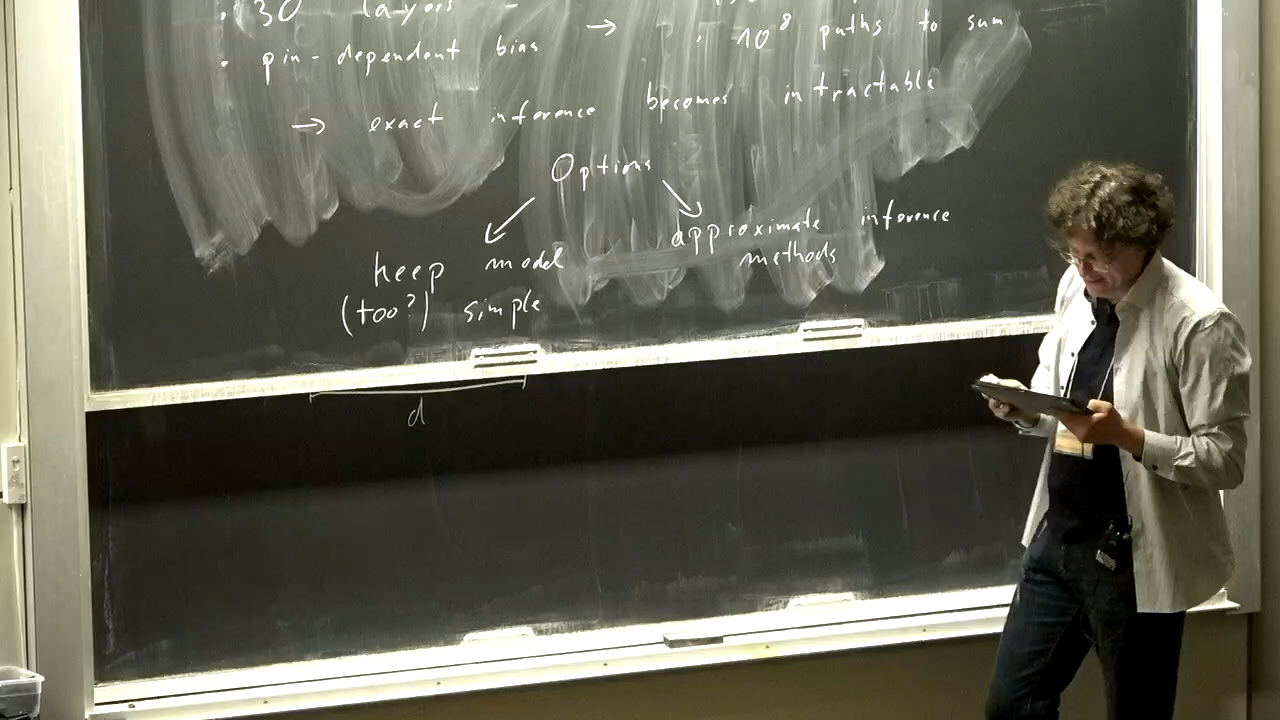 · 30 layers
· pin-dependent bias → · 10⁸ paths to sum
→ exact inference becomes intractable
Options
keep model
(too?) simple
approximate inference
methods
d